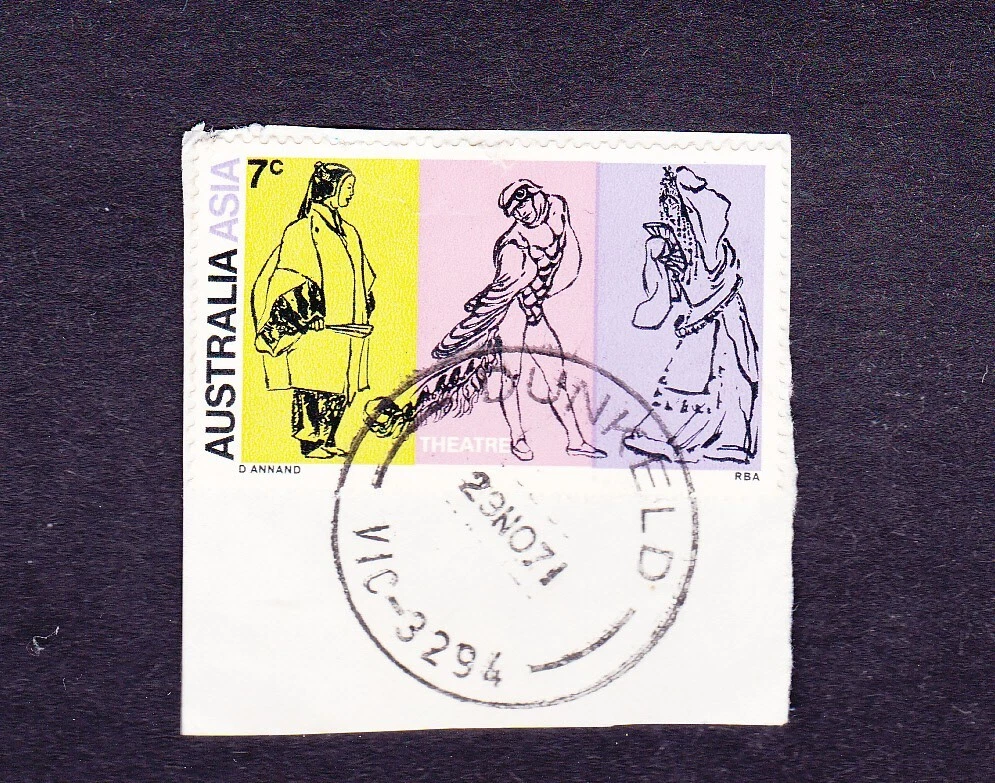 7c
AUSTRALIA ASIA
THEATRE
D ANNAND
RBA
DUNKELD
29NO71
VIC-3294